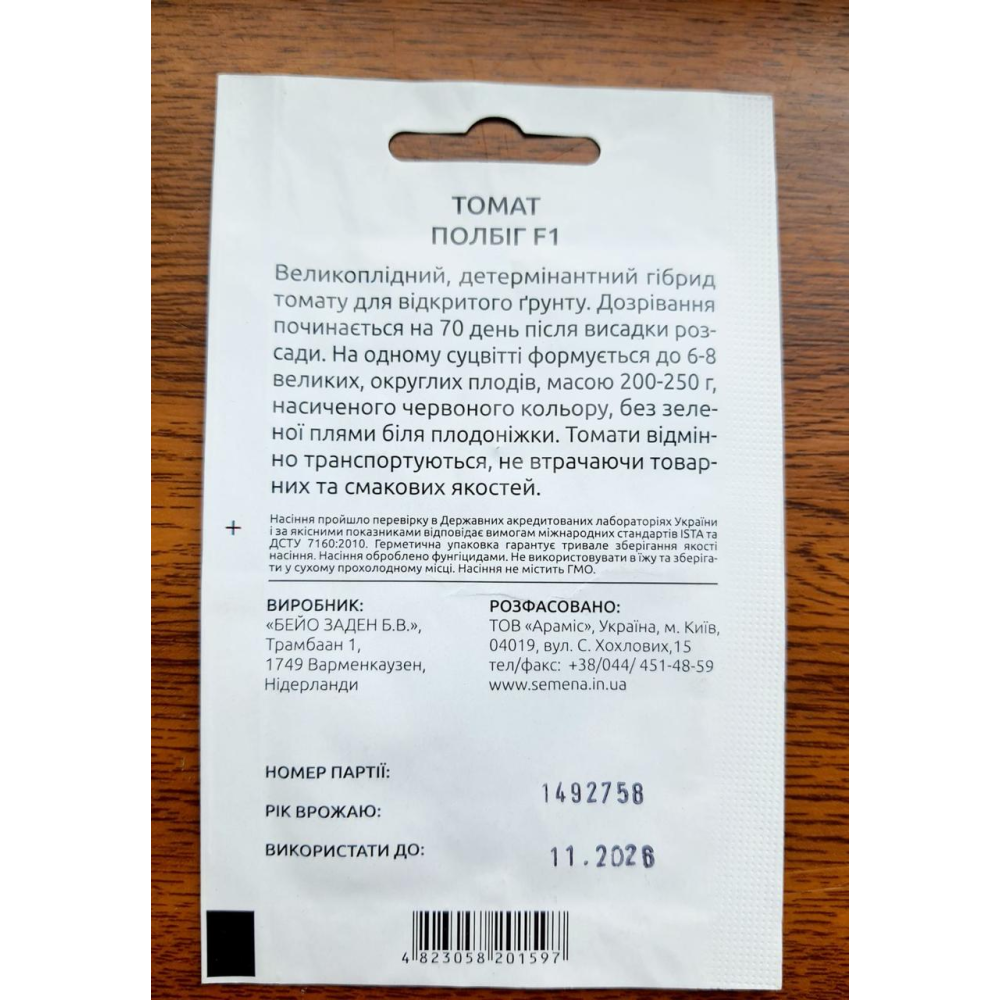 ТОМАТ
ПОЛБІГ F1
Великоплідний, детермінантний гібрид
томату для відкритого ґрунту. Дозрівання
починається на 70 день після висадки роз-
сади. На одному суцвітті формується до 6-8
великих, округлих плодів, масою 200-250 г,
насиченого червоного кольору, без зеле-
ної плями біля плодоніжки. Томати відмін-
но транспортуються, не втрачаючи товар-
них та смакових якостей.
+
Насіння пройшло перевірку в Державних акредитованих лабораторіях України
і за якісними показниками відповідає вимогам міжнародних стандартів ISTA та
ДСТУ 7160:2010. Герметична упаковка гарантує тривале зберігання якості
насіння. Насіння оброблено фунгіцидами. Не використовувати в їжу та зберіга-
ти у сухому прохолодному місці. Насіння не містить ГМО.
ВИРОБНИК:
«БЕЙО ЗАДЕН Б.В.»,
Трамбаан 1,
1749 Варменкаузен,
Нідерланди
РОЗФАСОВАНО:
ТОВ «Араміс», Україна, м. Київ,
04019, вул. С. Хохлових,15
тел/факс: +38/044/ 451-48-59
www.semena.in.ua
НОМЕР ПАРТІЇ:
1492758
РІК ВРОЖАЮ:
ВИКОРИСТАТИ ДО:
11.2026
4 823058 201597